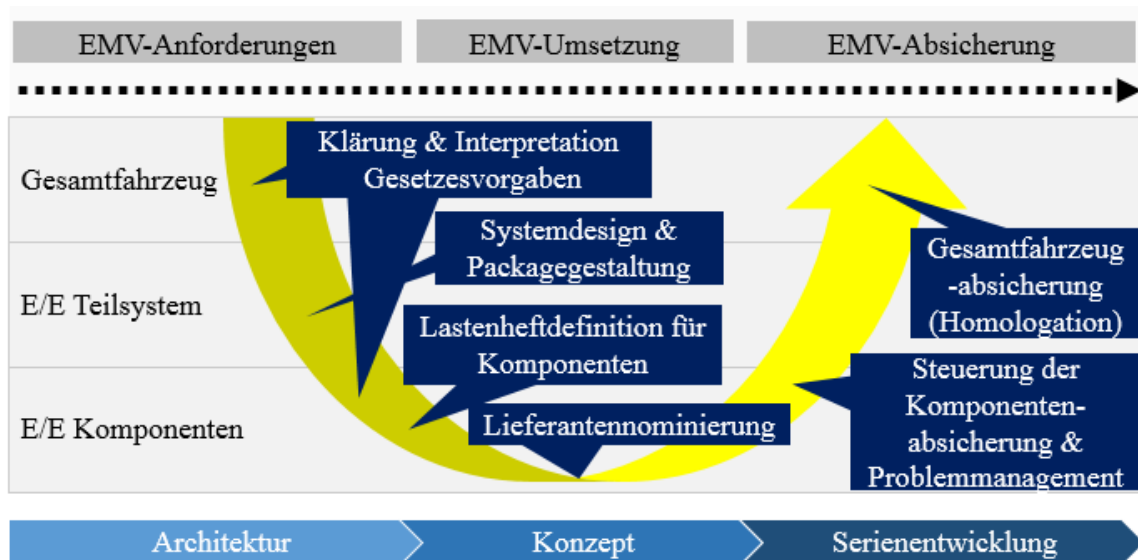 EMV-Anforderungen
EMV-Umsetzung
EMV-Absicherung
Gesamtfahrzeug
Klärung & Interpretation
Gesetzesvorgaben
Systemdesign &
Packagegestaltung
Gesamtfahrzeug
-absicherung
(Homologation)
E/E Teilsystem
Lastenheftdefinition für
Komponenten
E/E Komponenten
Lieferantennominierung
Steuerung der
Komponenten-
absicherung &
Problemmanagement
Architektur
Konzept
Serienentwicklung